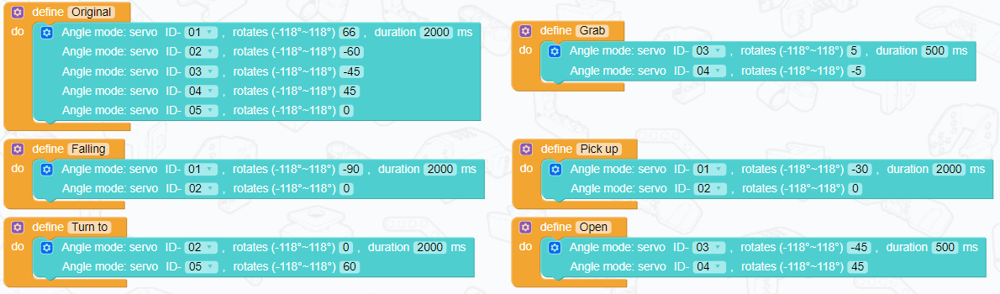 define Original
do Angle mode: servo ID- 01 , rotates (-118°~118°) 66 , duration 2000 ms
Angle mode: servo ID- 02 , rotates (-118°~118°) -60
Angle mode: servo ID- 03 , rotates (-118°~118°) -45
Angle mode: servo ID- 04 , rotates (-118°~118°) 45
Angle mode: servo ID- 05 , rotates (-118°~118°) 0
define Grab
do Angle mode: servo ID- 03 , rotates (-118°~118°) 5 , duration 500 ms
Angle mode: servo ID- 04 , rotates (-118°~118°) -5
define Falling
do Angle mode: servo ID- 01 , rotates (-118°~118°) -90 , duration 2000 ms
Angle mode: servo ID- 02 , rotates (-118°~118°) 0
define Pick up
do Angle mode: servo ID- 01 , rotates (-118°~118°) -30 , duration 2000 ms
Angle mode: servo ID- 02 , rotates (-118°~118°) 0
define Turn to
do Angle mode: servo ID- 02 , rotates (-118°~118°) 0 , duration 2000 ms
Angle mode: servo ID- 05 , rotates (-118°~118°) 60
define Open
do Angle mode: servo ID- 03 , rotates (-118°~118°) -45 , duration 500 ms
Angle mode: servo ID- 04 , rotates (-118°~118°) 45